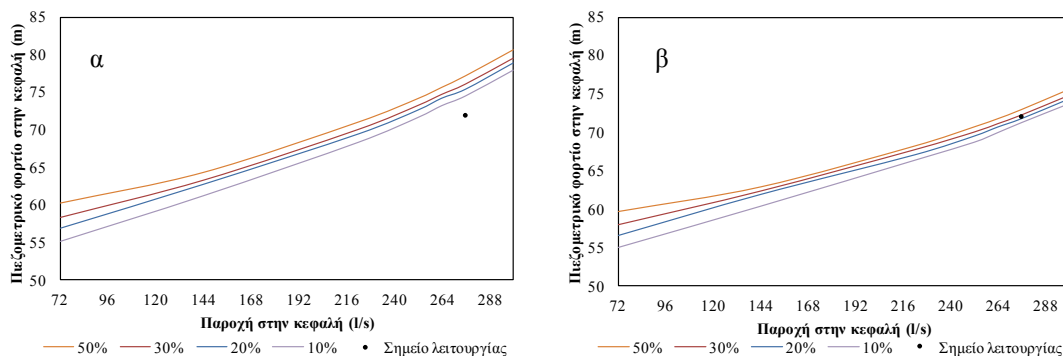 85
80
75
70
65
60
55
50
Πιεζομετρικό φορτίο στην κεφαλή (m)
α
72 96 120 144 168 192 216 240 264 288
Παροχή στην κεφαλή (l/s)
50% 30% 20% 10% Σημείο λειτουργίας
85
80
75
70
65
60
55
50
Πιεζομετρικό φορτίο στην κεφαλή (m)
β
72 96 120 144 168 192 216 240 264 288
Παροχή στην κεφαλή (l/s)
50% 30% 20% 10% Σημείο λειτουργίας